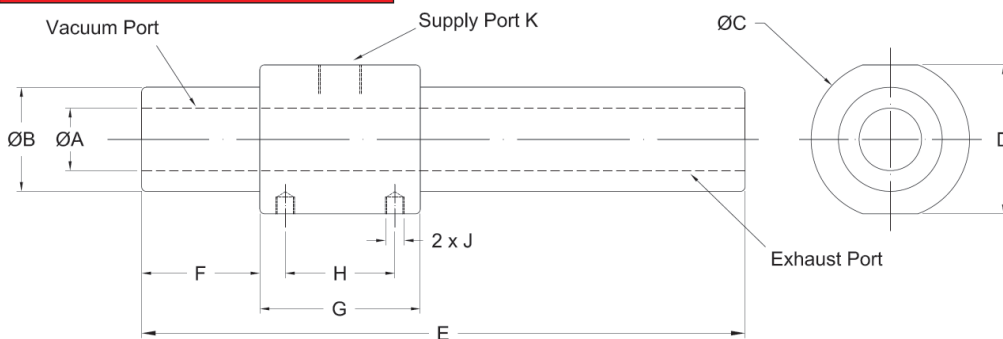 Vacuum Port
Supply Port K
ØC
ØB
ØA
D
2 x J
Exhaust Port
F
H
G
E